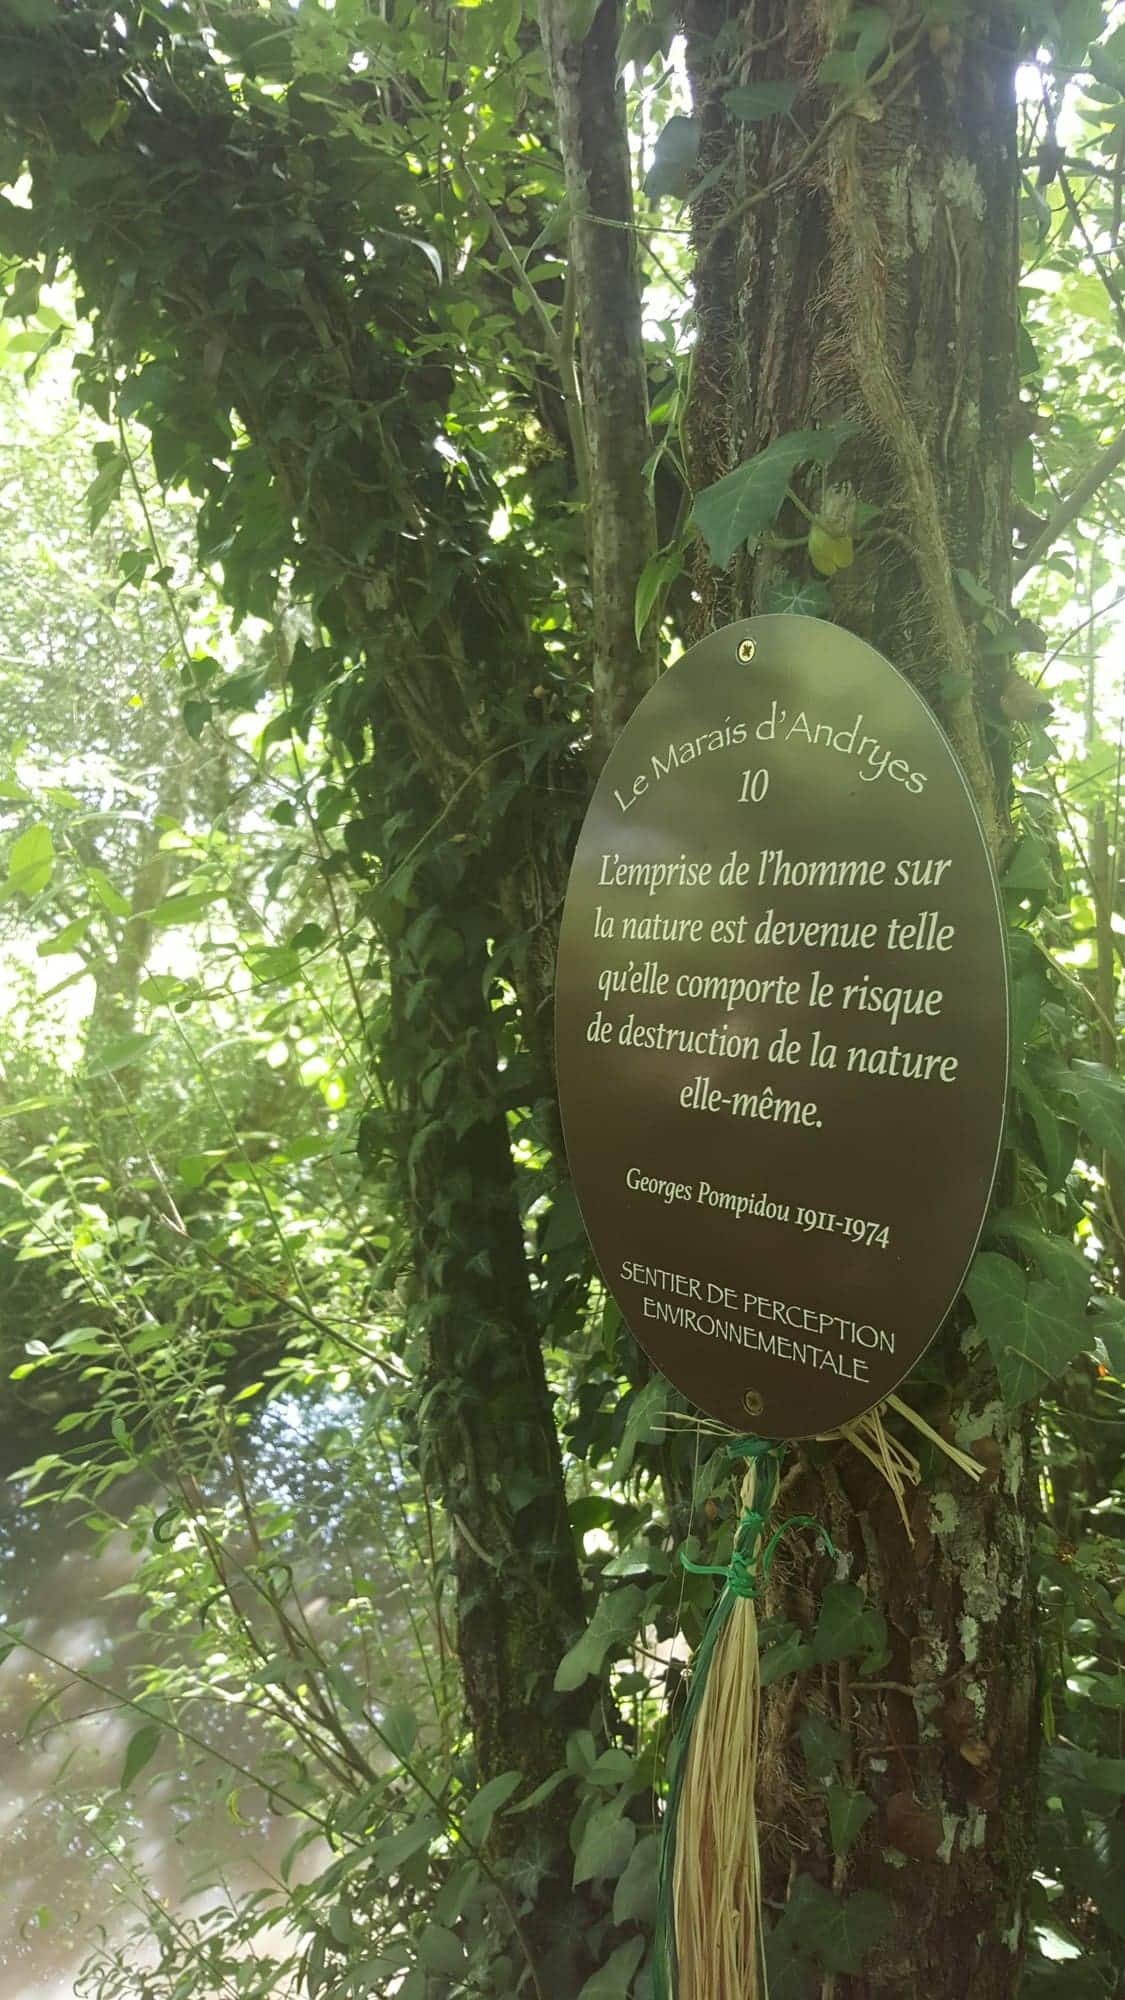 Le Marais d'Andryes
10
L'emprise de l'homme sur
la nature est devenue telle
qu'elle comporte le risque
de destruction de la nature
elle-même.
Georges Pompidou 1911-1974
SENTIER DE PERCEPTION
ENVIRONNEMENTALE